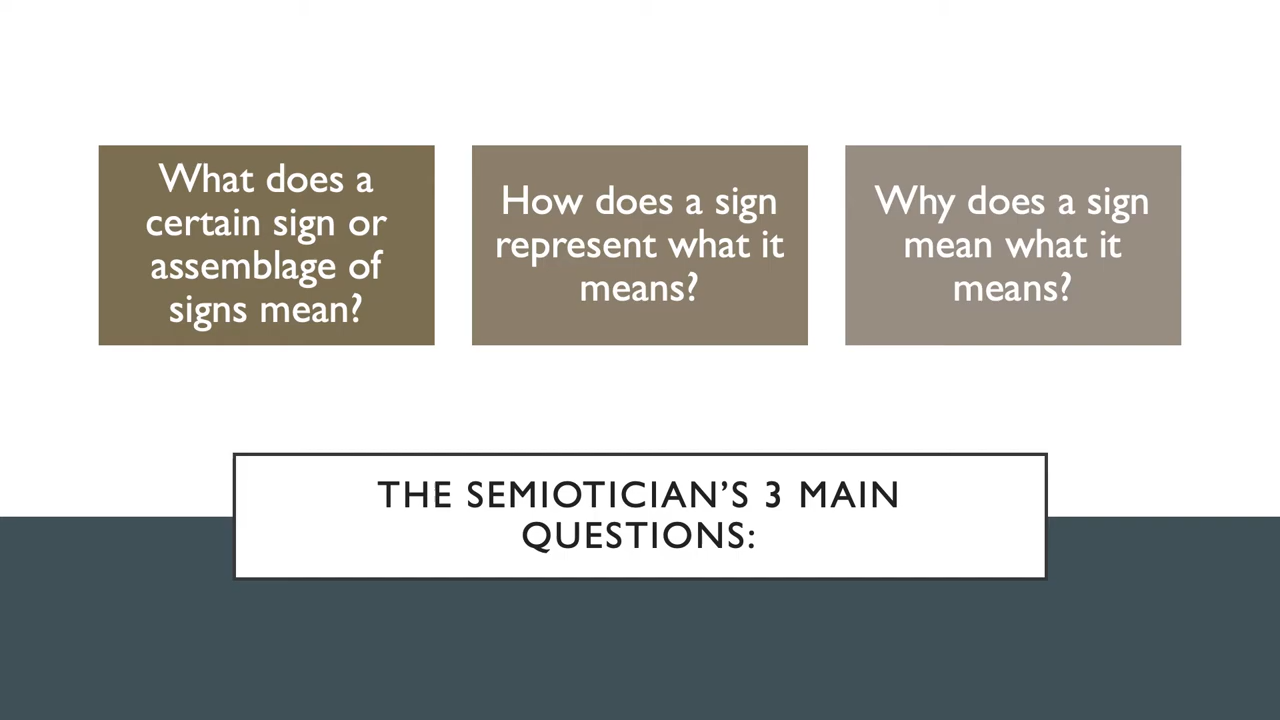 What does a
certain sign or
assemblage of
signs mean?
How does a sign
represent what it
means?
Why does a sign
mean what it
means?
THE SEMIOTICIAN’S 3 MAIN
QUESTIONS: